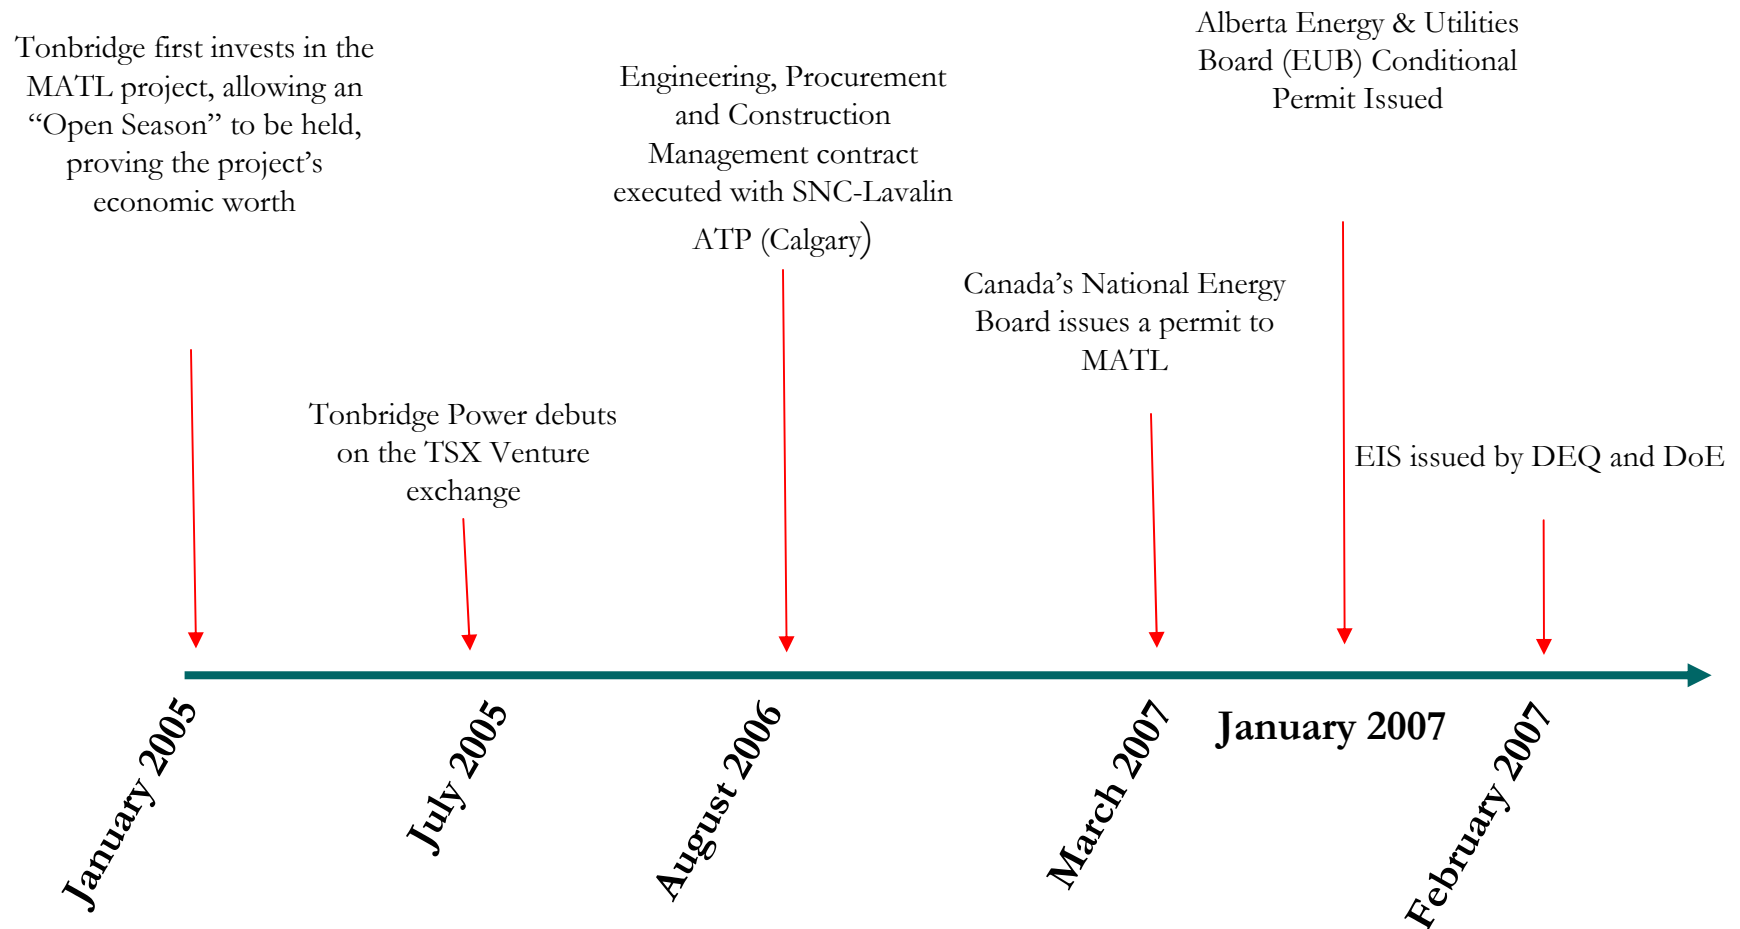 Tonbridge first invests in the
MATL project, allowing an
“Open Season” to be held,
proving the project’s
economic worth
Tonbridge Power debuts
on the TSX Venture
exchange
Engineering, Procurement
and Construction
Management contract
executed with SNC-Lavalin
ATP (Calgary)
Canada’s National Energy
Board issues a permit to
MATL
Alberta Energy & Utilities
Board (EUB) Conditional
Permit Issued
EIS issued by DEQ and DoE
January 2005
July 2005
August 2006
March 2007
January 2007
February 2007